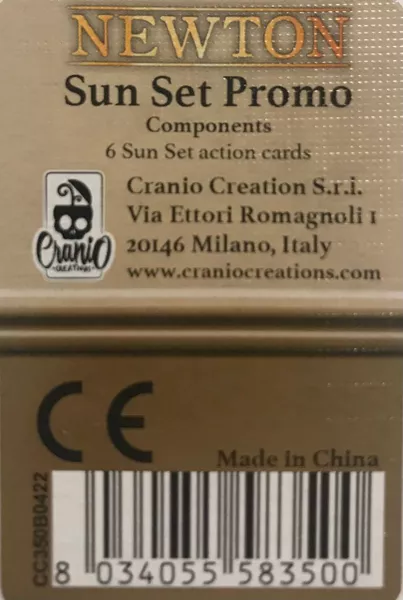 NEWTON
Sun Set Promo
Components
6 Sun Set action cards
Cranio Creation S.r.i.
Via Ettori Romagnoli 1
20146 Milano, Italy
www.craniocreations.com
CraniO
CREATIONS
CE
Made in China
CC350B0422
8 034055 583500